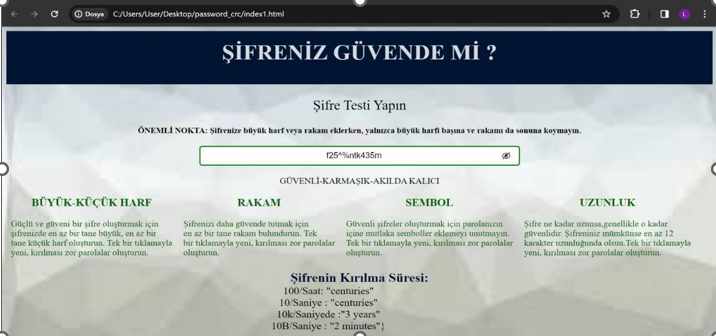 Dosya C:/Users/User/Desktop/password_crc/index1.html L
ŞİFRENİZ GÜVENDE Mİ ?
Şifre Testi Yapın
ÖNEMLİ NOKTA: Şifrenize büyük harf veya rakam eklerken, yalnızca büyük harfi başına ve rakamı da sonuna koymayın.
f25^%ntk435m
GÜVENLİ-KARMAŞIK-AKILDA KALICI
BÜYÜK-KÜÇÜK HARF
Güçlü ve güveni bir şifre oluşturmak için
şifrenizde en az bir tane büyük, en az bir
tane küçük harf oluşturun. Tek bir tıklamayla
yeni, kırılması zor parolalar oluşturun.
RAKAM
Şifrenizi daha güvende tutmak için
en az bir tane rakam bulundurun. Tek
bir tıklamayla yeni, kırılması zor parolalar
oluşturun.
SEMBOL
Güvenli şifreler oluşturmak için parolanızın
içine mutlaka semboller eklemeyi unutmayın.
Tek bir tıklamayla yeni, kırılması zor parolalar
oluşturun.
UZUNLUK
Şifre ne kadar uzunsa,genellikle o kadar
güvenlidir. Şifreniniz mümkünse en az 12
karakter uzunluğunda olsun.Tek bir tıklamayla
yeni, kırılması zor parolalar oluşturun.
Şifrenin Kırılma Süresi:
100/Saat: "centuries"
10/Saniye : "centuries"
10k/Saniyede :"3 years"
10B/Saniye : "2 minutes"}